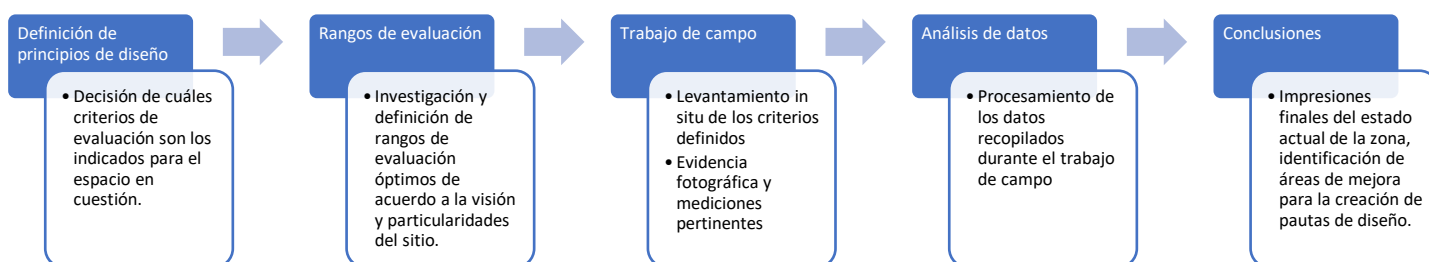 Definición de
principios de diseño
• Decisión de cuáles
criterios de
evaluación son los
indicados para el
espacio en
cuestión.
Rangos de evaluación
• Investigación y
definición de
rangos de
evaluación
óptimos de
acuerdo a la visión
y particularidades
del sitio.
Trabajo de campo
• Levantamiento in
situ de los criterios
definidos
• Evidencia
fotográfica y
mediciones
pertinentes
Análisis de datos
• Procesamiento de
los datos
recopilados
durante el trabajo
de campo
Conclusiones
• Impresiones
finales del estado
actual de la zona,
identificación de
áreas de mejora
para la creación de
pautas de diseño.